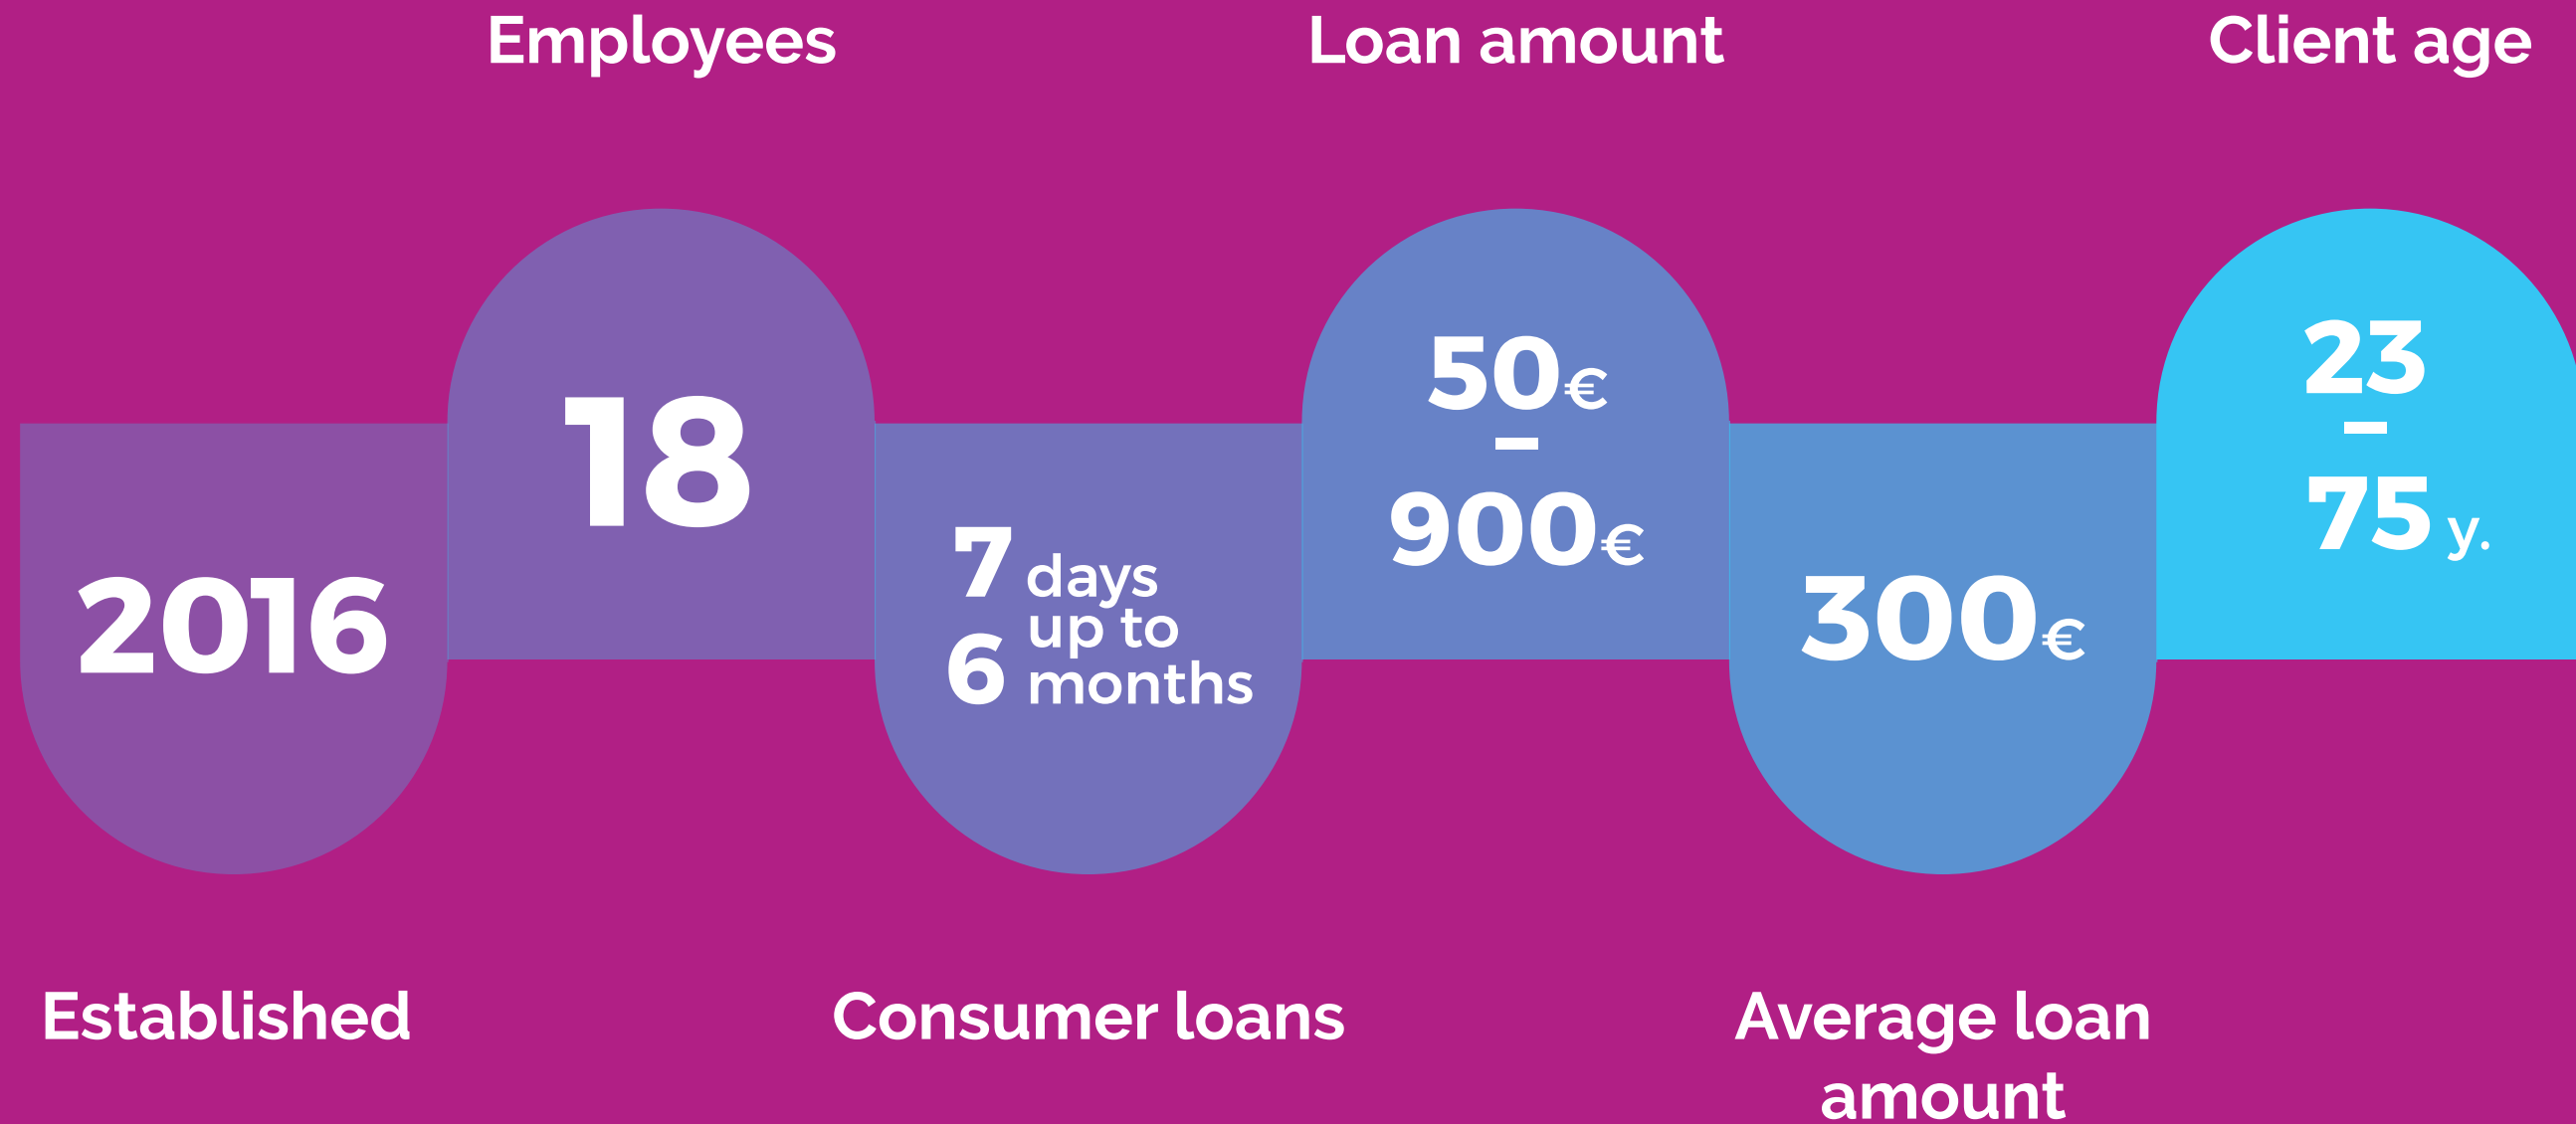 Employees
Loan amount
Client age
2016
18
7 days
up to
6 months
50€
–
900€
300€
23
–
75 y.
Established
Consumer loans
Average loan
amount